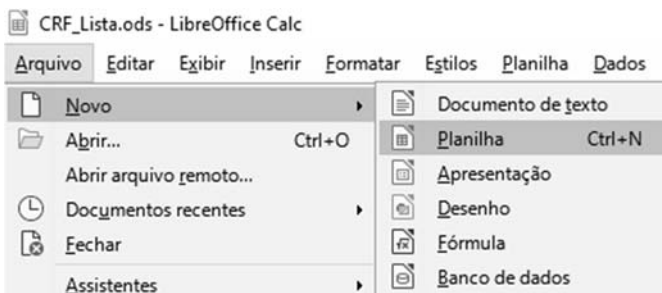 CRF_Lista.ods - LibreOffice Calc
Arquivo Editar Exibir Inserir Formatar Estilos Planilha Dados
Novo
Abrir... Ctrl+O
Abrir arquivo remoto...
Documentos recentes
Fechar
Assistentes
Documento de texto
Planilha Ctrl+N
Apresentação
Desenho
Fórmula
Banco de dados